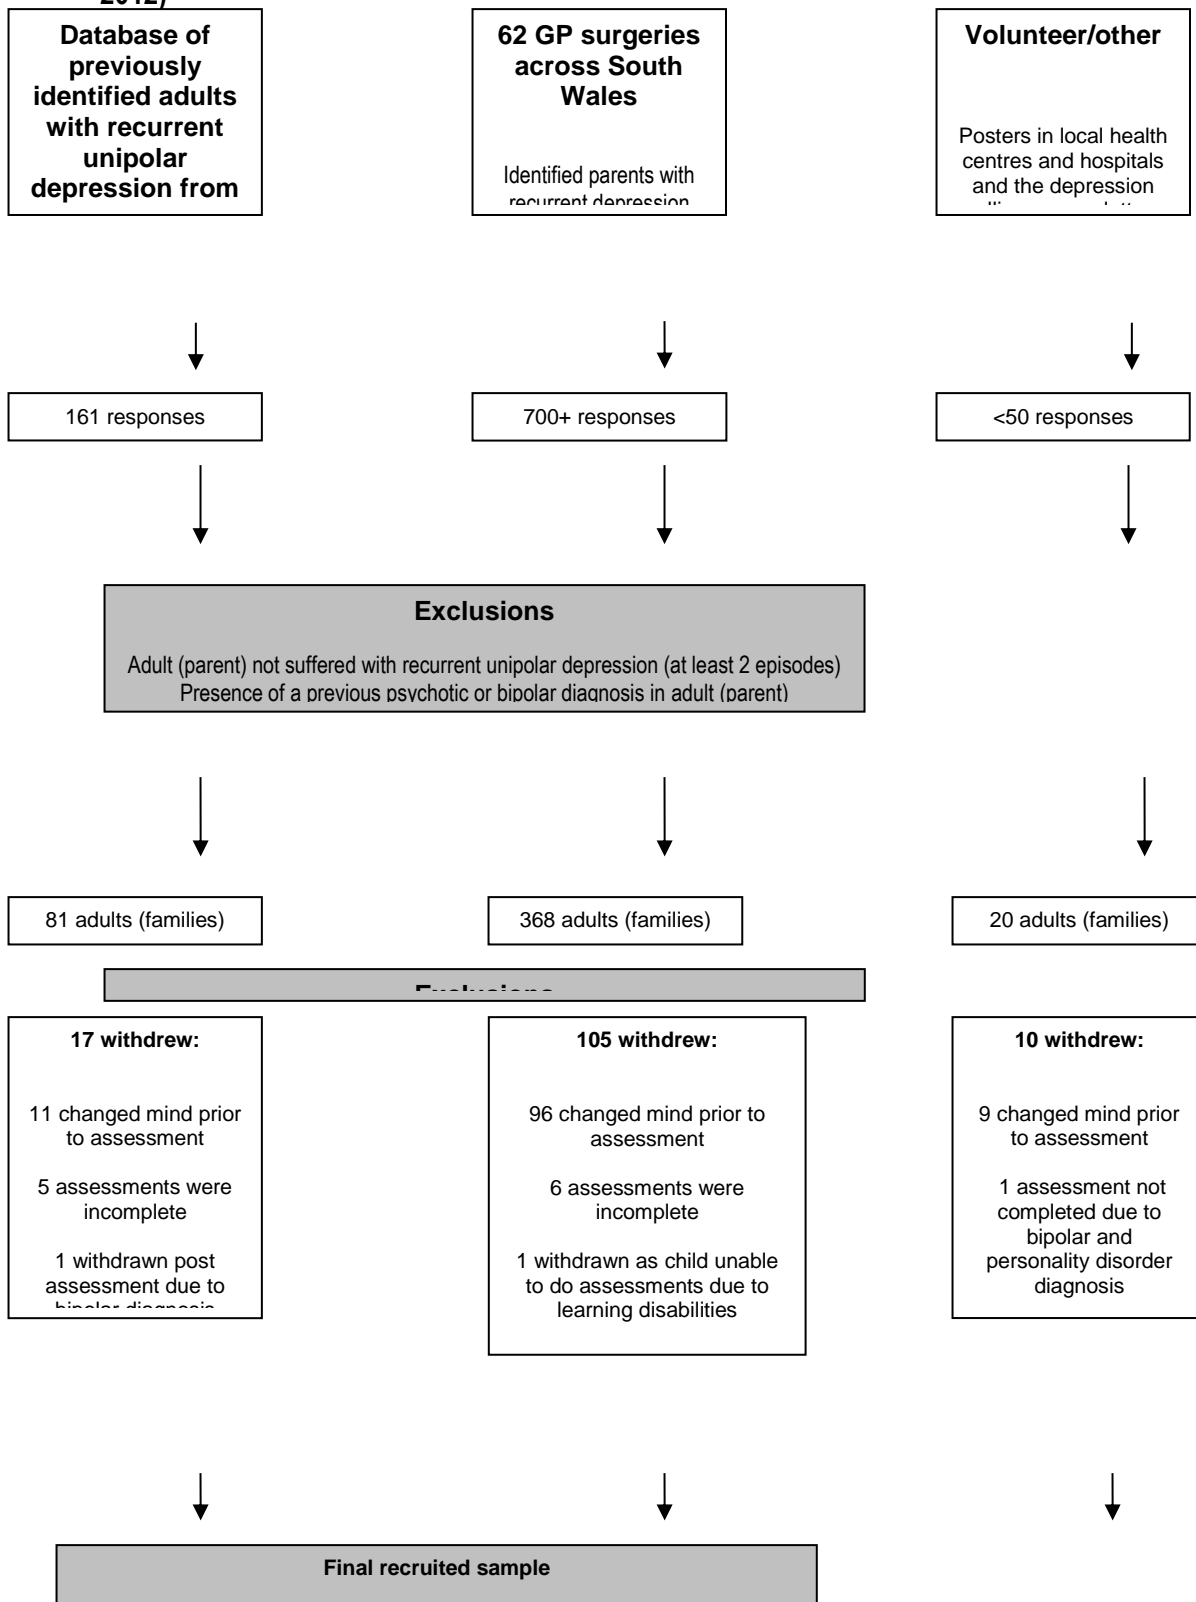 2012)
Database of
previously
identified adults
with recurrent
unipolar
depression from
62 GP surgeries
across South
Wales
Identified parents with
recurrent depression
Volunteer/other
Posters in local health
centres and hospitals
and the depression
161 responses
700+ responses
<50 responses
Exclusions
Adult (parent) not suffered with recurrent unipolar depression (at least 2 episodes)
Presence of a previous psychotic or bipolar diagnosis in adult (parent)
81 adults (families)
368 adults (families)
20 adults (families)
Exclusions
17 withdrew:
11 changed mind prior
to assessment
5 assessments were
incomplete
1 withdrawn post
assessment due to
bipolar diagnosis
105 withdrew:
96 changed mind prior to
assessment
6 assessments were
incomplete
1 withdrawn as child unable
to do assessments due to
learning disabilities
10 withdrew:
9 changed mind prior
to assessment
1 assessment not
completed due to
bipolar and
personality disorder
diagnosis
Final recruited sample